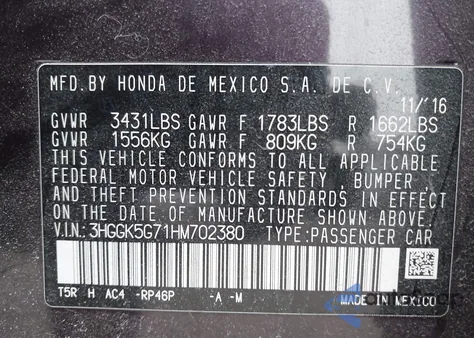 MFD.BY HONDA DE MEXICO S.A. DE C.V.
11/'16
GVWR 3431LBS GAWR F 1783LBS R 1662LBS
GVWR 1556KG GAWR F 809KG R 754KG
THIS VEHICLE CONFORMS TO ALL APPLICABLE
FEDERAL MOTOR VEHICLE SAFETY , BUMPER ,
AND THEFT PREVENTION STANDARDS IN EFFECT
ON THE DATE OF MANUFACTURE SHOWN ABOVE.
V.I.N.:3HGGK5G71HM702380 TYPE:PASSENGER CAR
T5R H AC4 -RP46P -A -M
MADE IN MEXICO